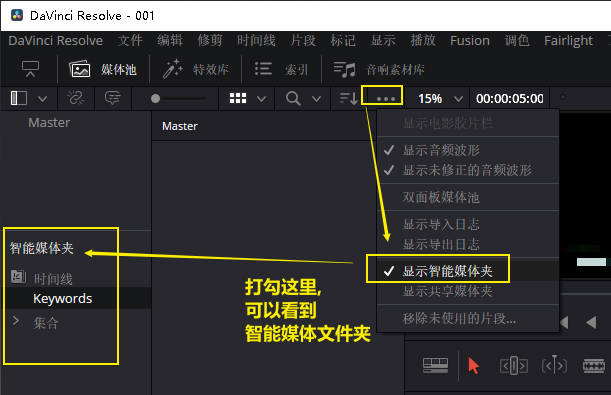 DaVinci Resolve - 001
DaVinci Resolve 文件 编辑 修剪 时间线 片段 标记 显示 播放 Fusion 调色 Fairlight
媒体池 特效库 索引 音响素材库
15% 00:00:05:00
Master
Master
显示电影胶片栏
显示音频波形
显示未修正的音频波形
双面板媒体池
显示导入日志
显示导出日志
显示智能媒体夹
显示共享媒体夹
移除未使用的片段...
智能媒体夹
时间线
Keywords
集合
打勾这里,
可以看到
智能媒体文件夹